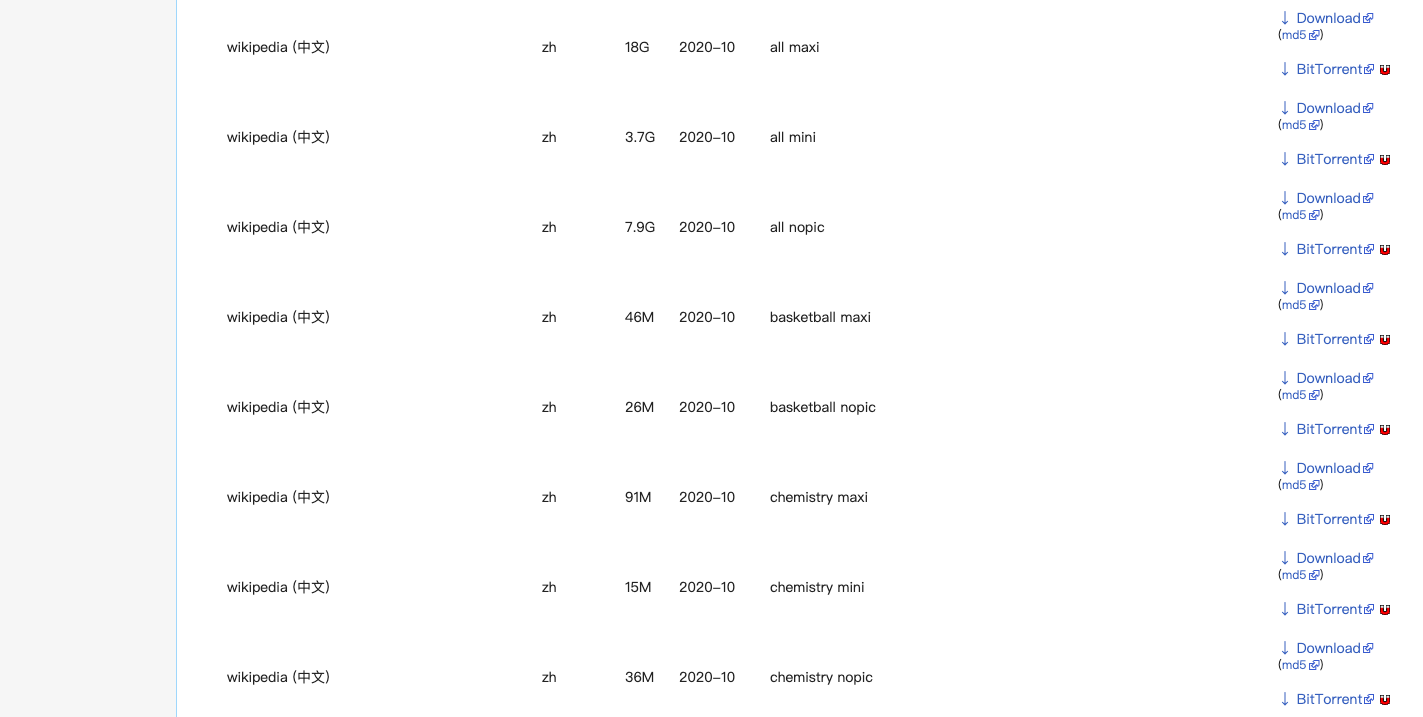 ↓ Download
wikipedia (中文) zh 18G 2020-10 all maxi
(md5)
↓ BitTorrent
↓ Download
wikipedia (中文) zh 3.7G 2020-10 all mini
(md5)
↓ BitTorrent
↓ Download
wikipedia (中文) zh 7.9G 2020-10 all nopic
(md5)
↓ BitTorrent
↓ Download
wikipedia (中文) zh 46M 2020-10 basketball maxi
(md5)
↓ BitTorrent
↓ Download
wikipedia (中文) zh 26M 2020-10 basketball nopic
(md5)
↓ BitTorrent
↓ Download
wikipedia (中文) zh 91M 2020-10 chemistry maxi
(md5)
↓ BitTorrent
↓ Download
wikipedia (中文) zh 15M 2020-10 chemistry mini
(md5)
↓ BitTorrent
↓ Download
wikipedia (中文) zh 36M 2020-10 chemistry nopic
(md5)
↓ BitTorrent